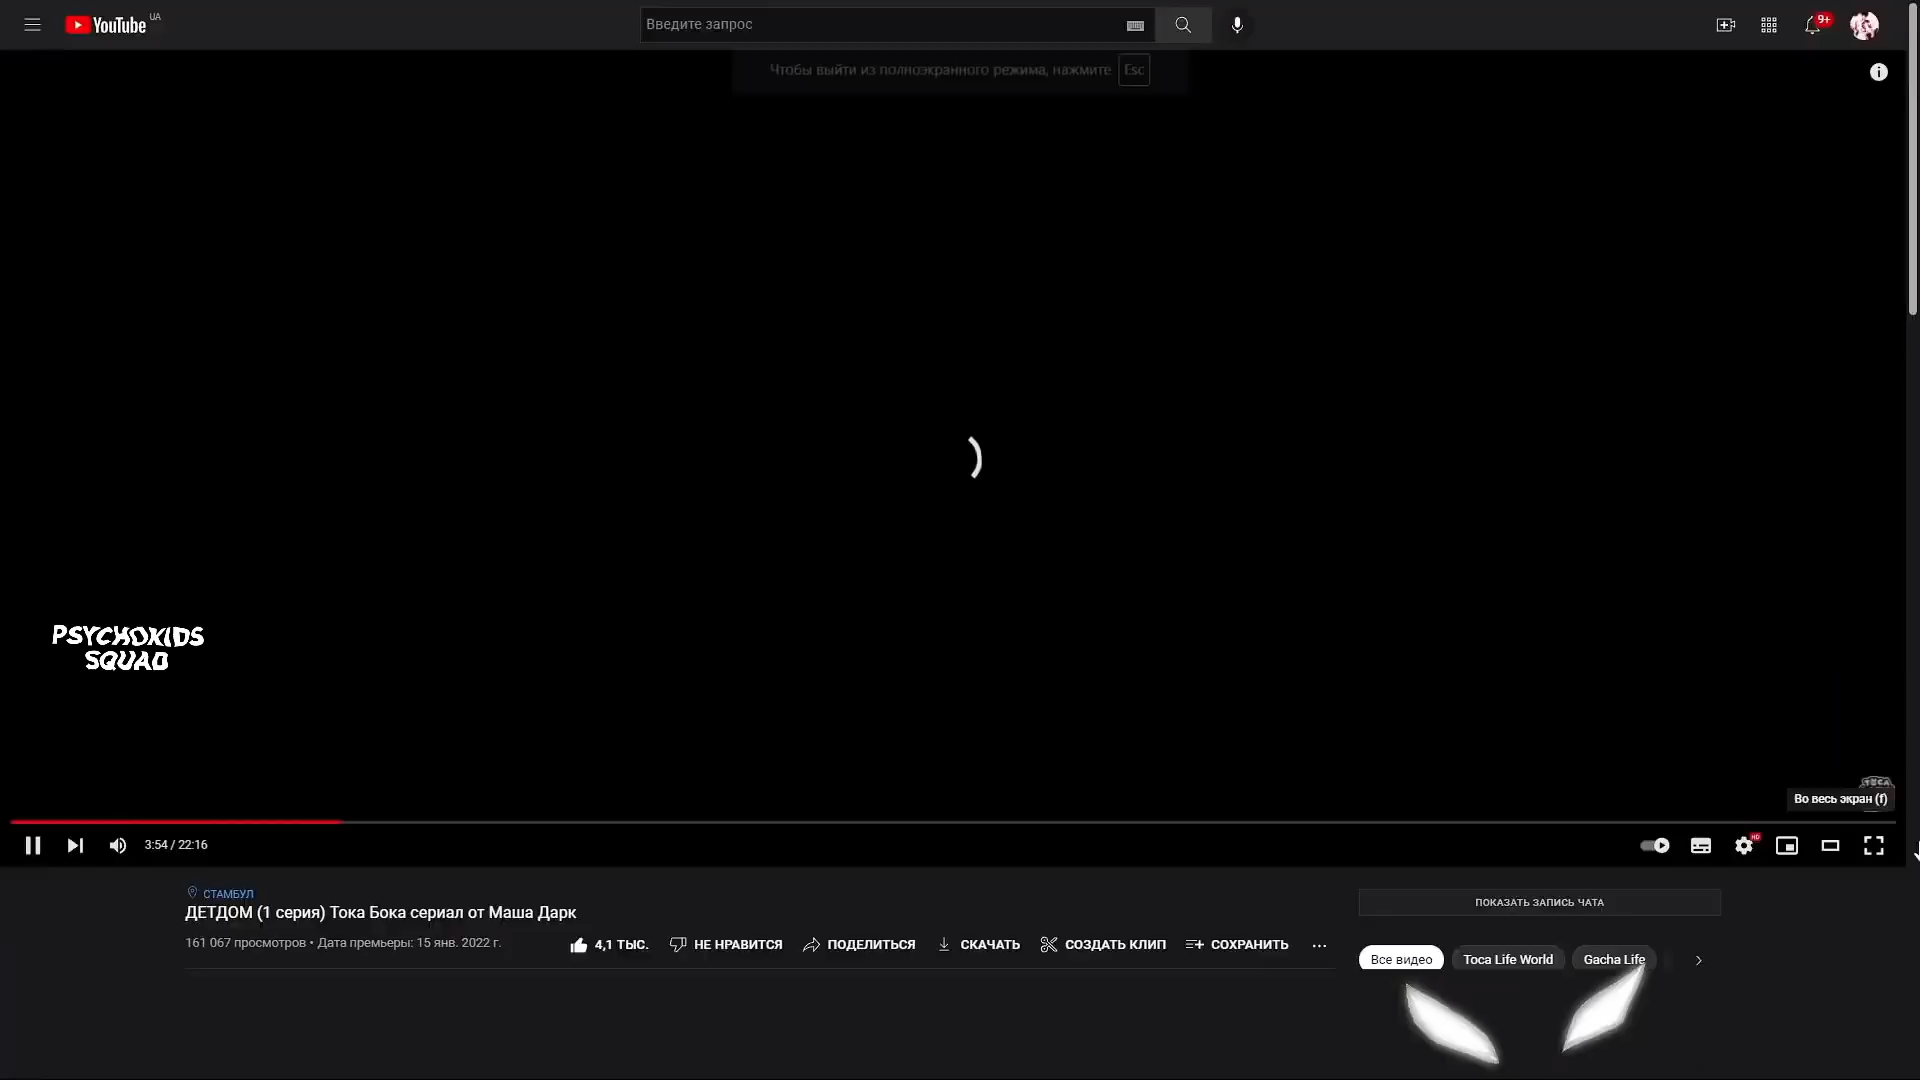 YouTube UA
Введите запрос
9+
Чтобы выйти из полноэкранного режима, нажмите Esc
PSYCHOKIDS
SQUAD
TOCA
Во весь экран (f)
3:54 / 22:16
HD
СТАМБУЛ
ДЕТДОМ (1 серия) Тока Бока сериал от Маша Дарк
161 067 просмотров • Дата премьеры: 15 янв. 2022 г.
4,1 ТЫС. НЕ НРАВИТСЯ ПОДЕЛИТЬСЯ СКАЧАТЬ СОЗДАТЬ КЛИП СОХРАНИТЬ
ПОКАЗАТЬ ЗАПИСЬ ЧАТА
Все видео Toca Life World Gacha Life